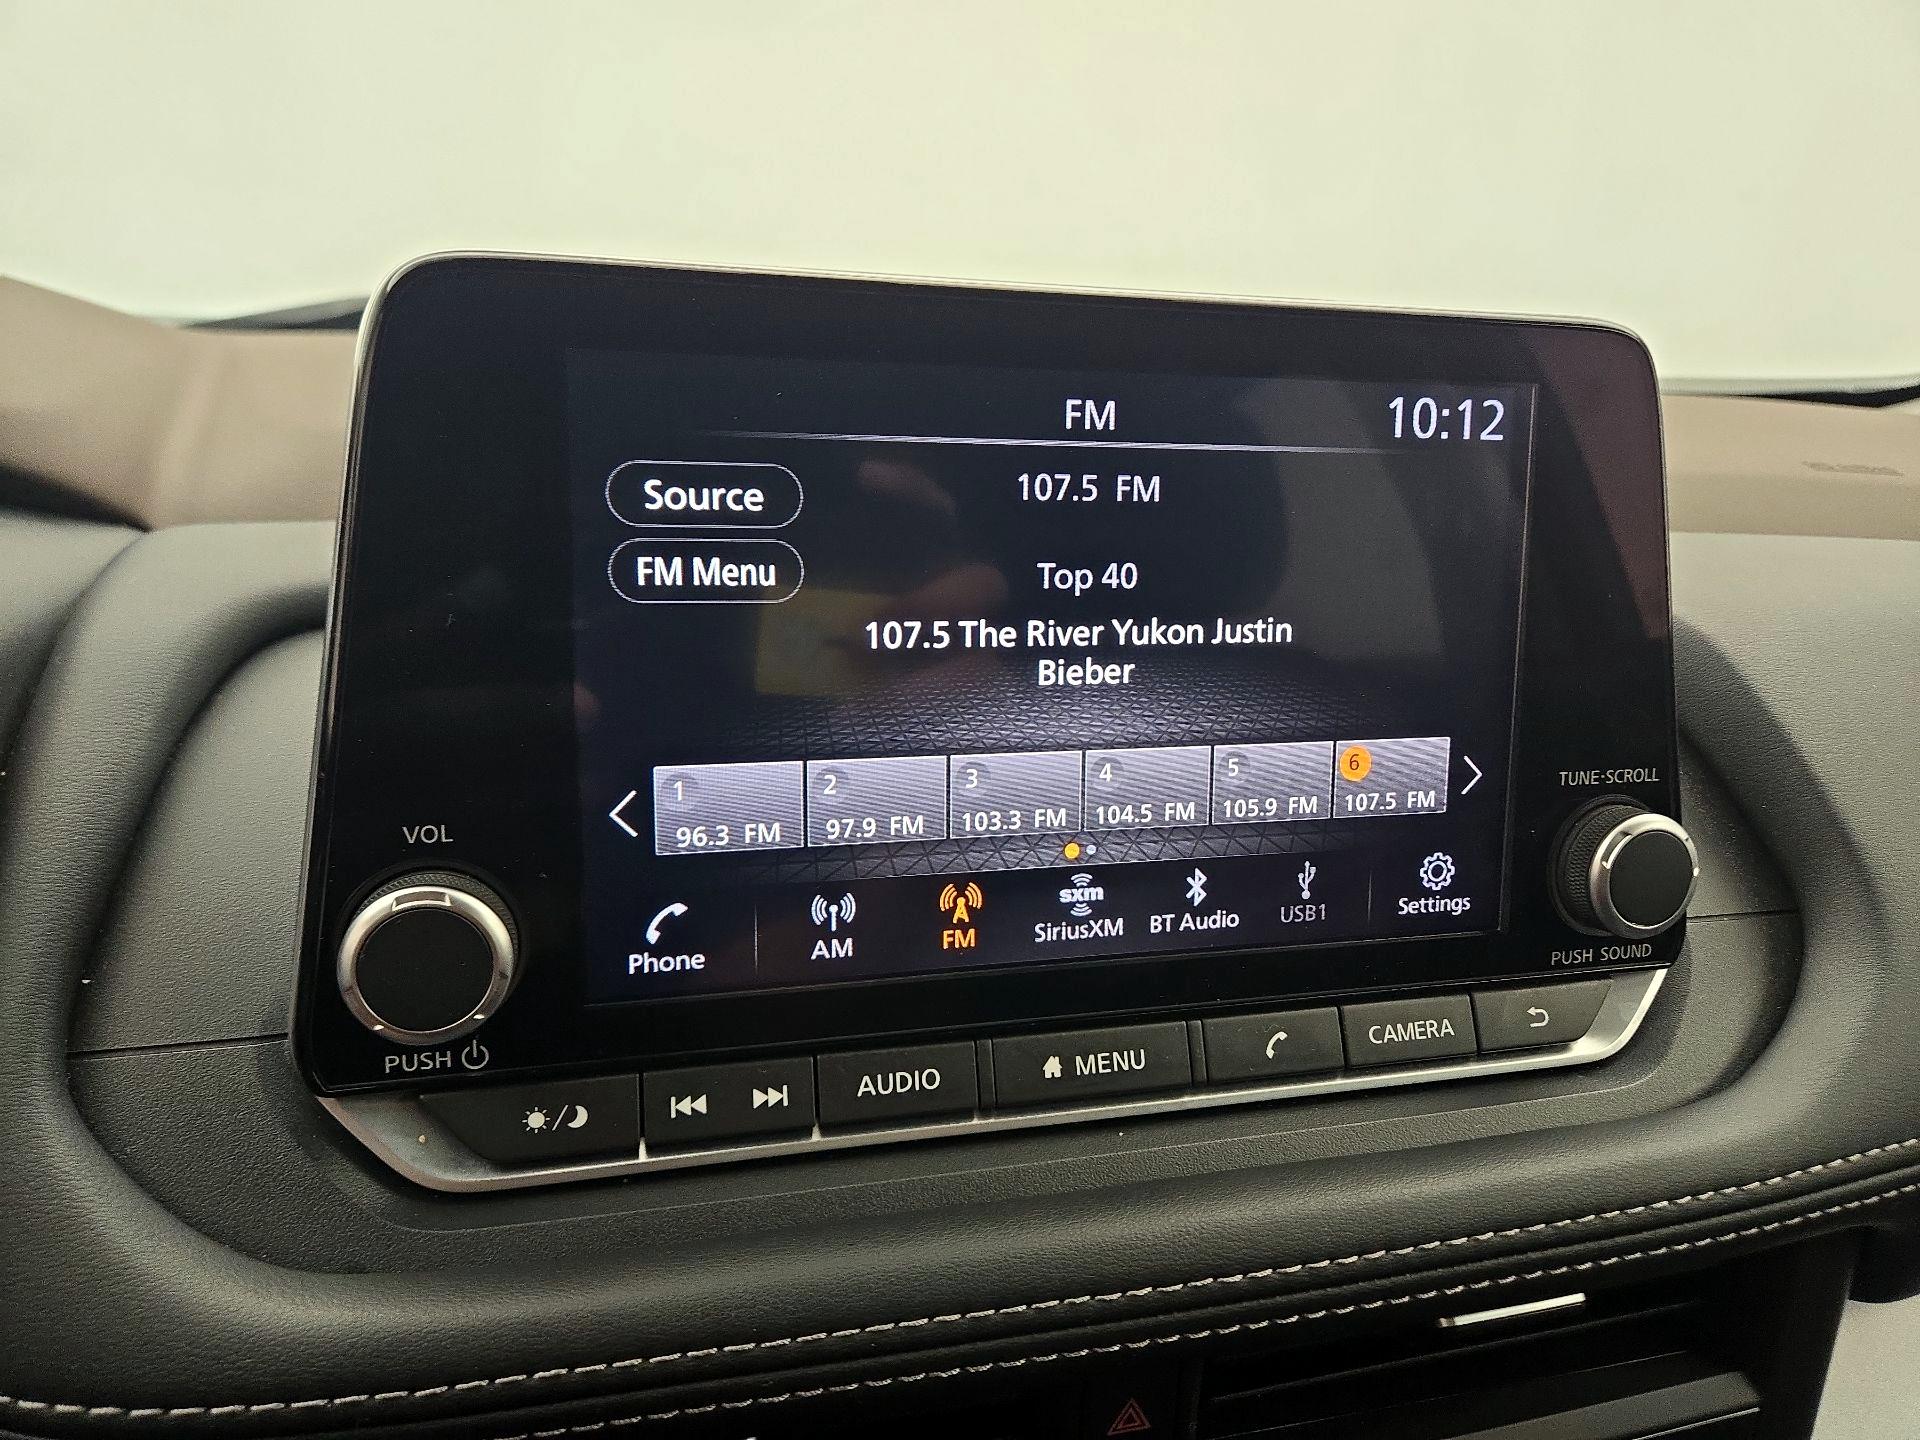 FM
10:12
Source
107.5 FM
FM Menu
Top 40
107.5 The River Yukon Justin
Bieber
1
2
3
4
5
6
96.3 FM
97.9 FM
103.3 FM
104.5 FM
105.9 FM
107.5 FM
Phone
AM
FM
sxm
SiriusXM
BT Audio
USB1
Settings
VOL
PUSH
TUNE·SCROLL
PUSH SOUND
AUDIO
MENU
CAMERA